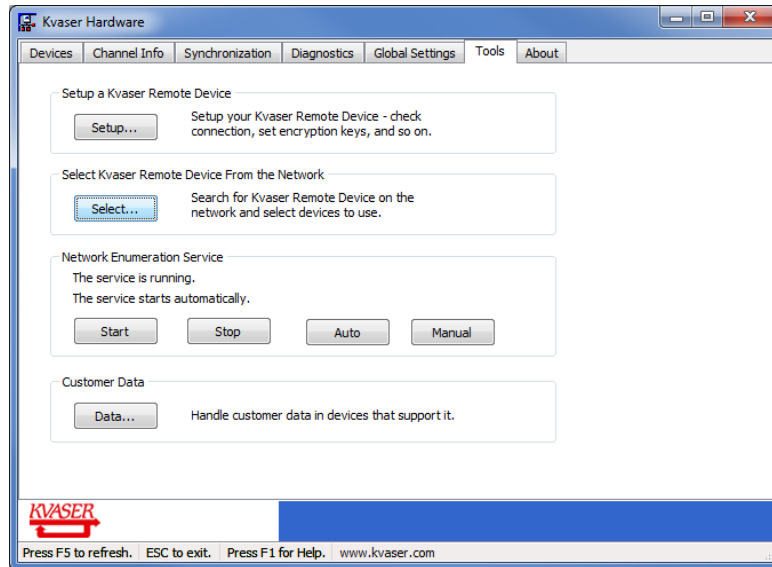 Kvaser Hardware
Devices Channel Info Synchronization Diagnostics Global Settings Tools About
Setup a Kvaser Remote Device
Setup...
Setup your Kvaser Remote Device - check
connection, set encryption keys, and so on.
Select Kvaser Remote Device From the Network
Select...
Search for Kvaser Remote Device on the
network and select devices to use.
Network Enumeration Service
The service is running.
The service starts automatically.
Start Stop Auto Manual
Customer Data
Data... Handle customer data in devices that support it.
KVASER
Press F5 to refresh. ESC to exit. Press F1 for Help. www.kvaser.com